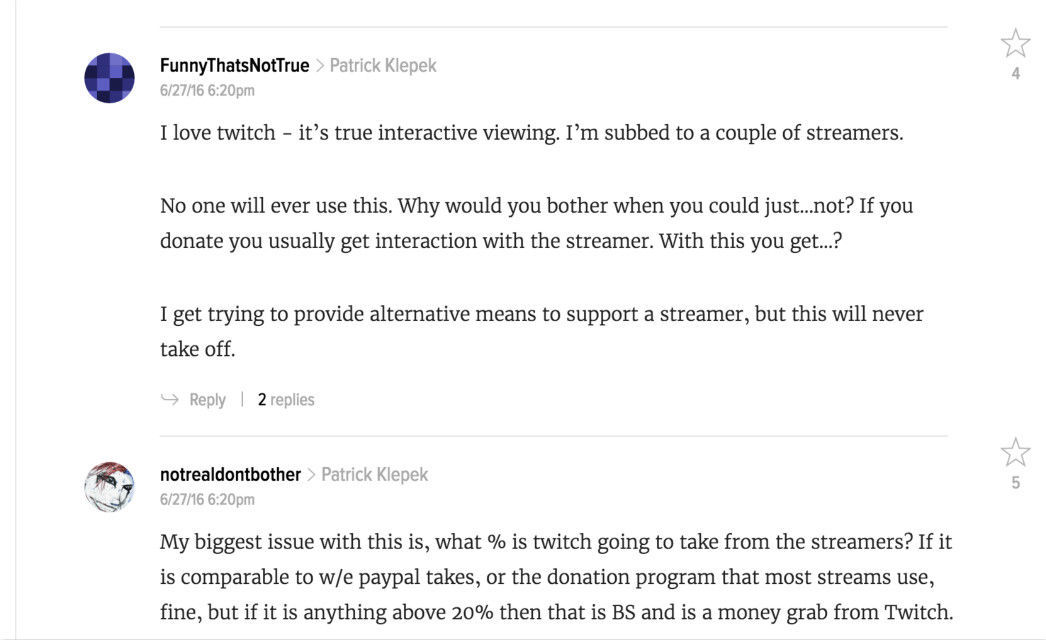 FunnyThatsNotTrue > Patrick Klepek
4
6/27/16 6:20pm
I love twitch – it’s true interactive viewing. I’m subbed to a couple of streamers.
No one will ever use this. Why would you bother when you could just...not? If you
donate you usually get interaction with the streamer. With this you get...?
I get trying to provide alternative means to support a streamer, but this will never
take off.
Reply | 2 replies
notrealdontbother > Patrick Klepek
5
6/27/16 6:20pm
My biggest issue with this is, what % is twitch going to take from the streamers? If it
is comparable to w/e paypal takes, or the donation program that most streams use,
fine, but if it is anything above 20% then that is BS and is a money grab from Twitch.